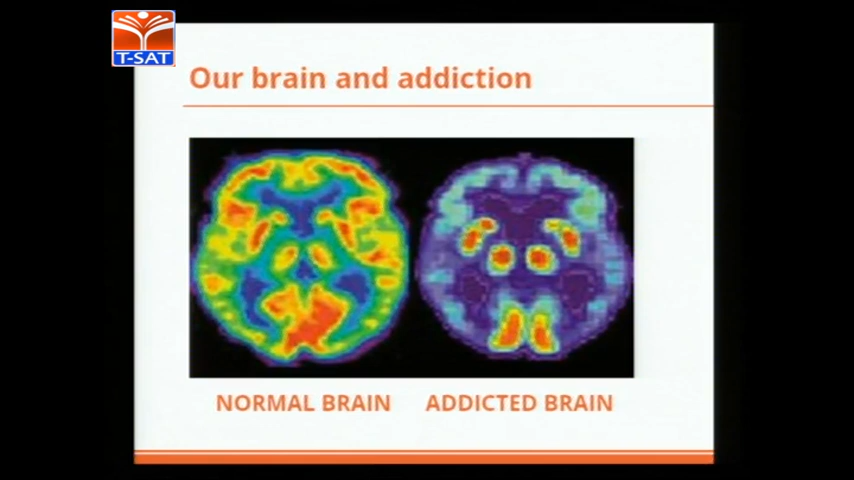 T-SAT
Our brain and addiction
NORMAL BRAIN
ADDICTED BRAIN